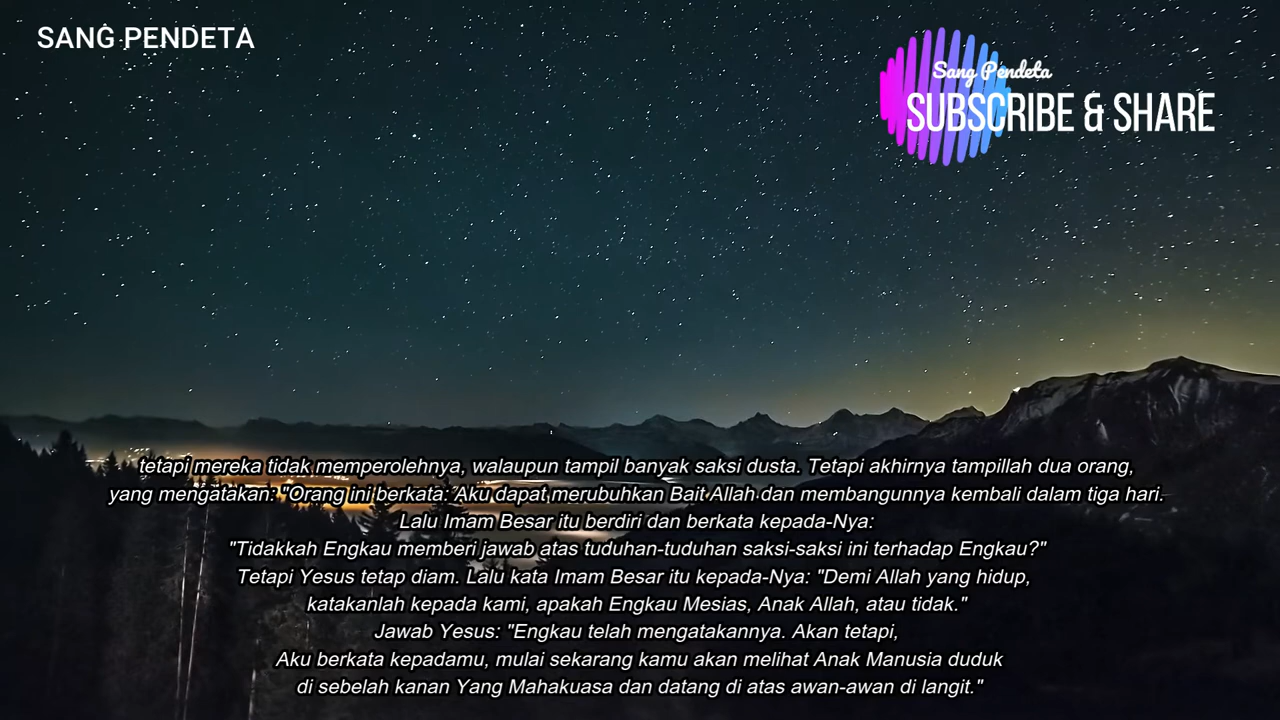 SANG PENDETA
Sang Pendeta
SUBSCRIBE & SHARE
tetapi mereka tidak memperolehnya, walaupun tampil banyak saksi dusta. Tetapi akhirnya tampillah dua orang,
yang mengatakan: "Orang ini berkata: Aku dapat merubuhkan Bait Allah dan membangunnya kembali dalam tiga hari.
Lalu Imam Besar itu berdiri dan berkata kepada-Nya:
"Tidakkah Engkau memberi jawab atas tuduhan-tuduhan saksi-saksi ini terhadap Engkau?"
Tetapi Yesus tetap diam. Lalu kata Imam Besar itu kepada-Nya: "Demi Allah yang hidup,
katakanlah kepada kami, apakah Engkau Mesias, Anak Allah, atau tidak."
Jawab Yesus: "Engkau telah mengatakannya. Akan tetapi,
Aku berkata kepadamu, mulai sekarang kamu akan melihat Anak Manusia duduk
di sebelah kanan Yang Mahakuasa dan datang di atas awan-awan di langit."